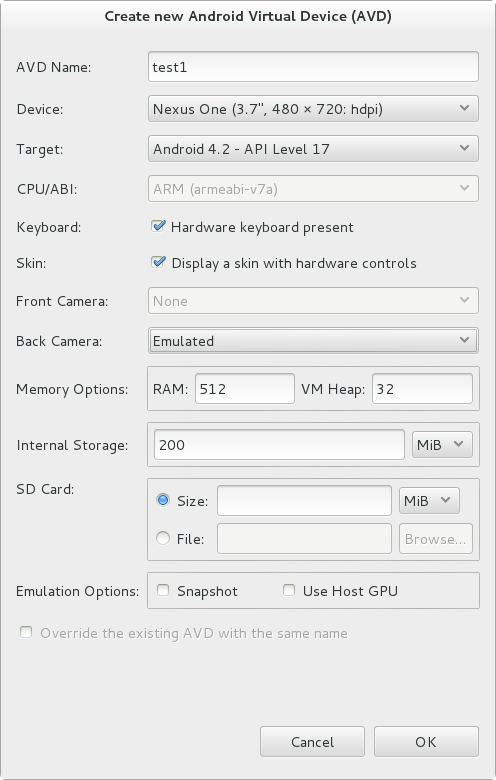 Create new Android Virtual Device (AVD)
AVD Name: test1
Device: Nexus One (3.7", 480 × 720: hdpi)
Target: Android 4.2 - API Level 17
CPU/ABI: ARM (armeabi-v7a)
Keyboard: Hardware keyboard present
Skin: Display a skin with hardware controls
Front Camera: None
Back Camera: Emulated
Memory Options: RAM: 512 VM Heap: 32
Internal Storage: 200 MiB
SD Card:
Size: MiB
File: Browse...
Emulation Options: Snapshot Use Host GPU
Override the existing AVD with the same name
Cancel OK